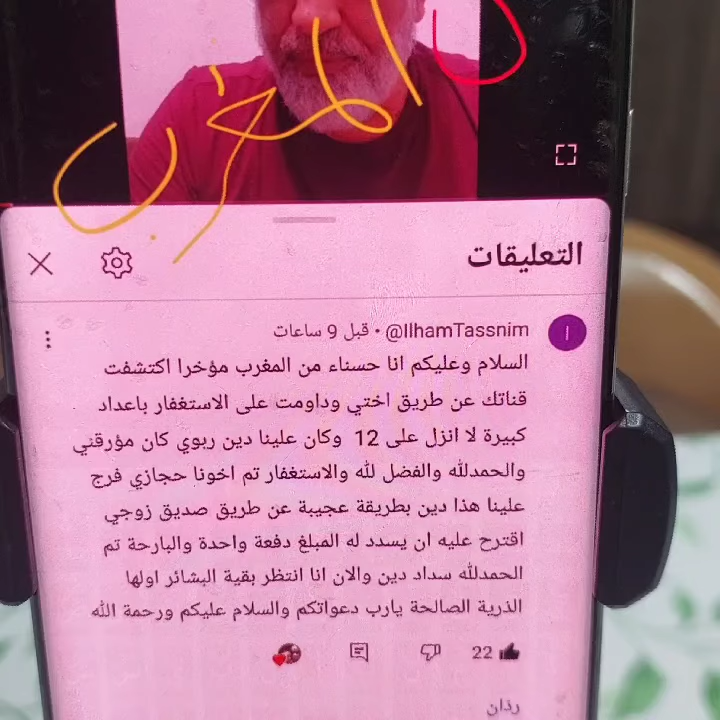 المغرب
التعليقات
@IlhamTassnim • قبل 9 ساعات
السلام وعليكم انا حسناء من المغرب مؤخرا اكتشفت
قناتك عن طريق اختي وداومت على الاستغفار باعداد
كبيرة لا انزل على 12 وكان علينا دين ربوي كان مؤرقني
والحمدلله والفضل لله والاستغفار تم اخونا حجازي فرج
علينا هذا دين بطريقة عجيبة عن طريق صديق زوجي
اقترح عليه ان يسدد له المبلغ دفعة واحدة والبارحة تم
الحمدلله سداد دين والان انا انتظر بقية البشائر اولها
الذرية الصالحة يارب دعواتكم والسلام عليكم ورحمة الله
22
رذان